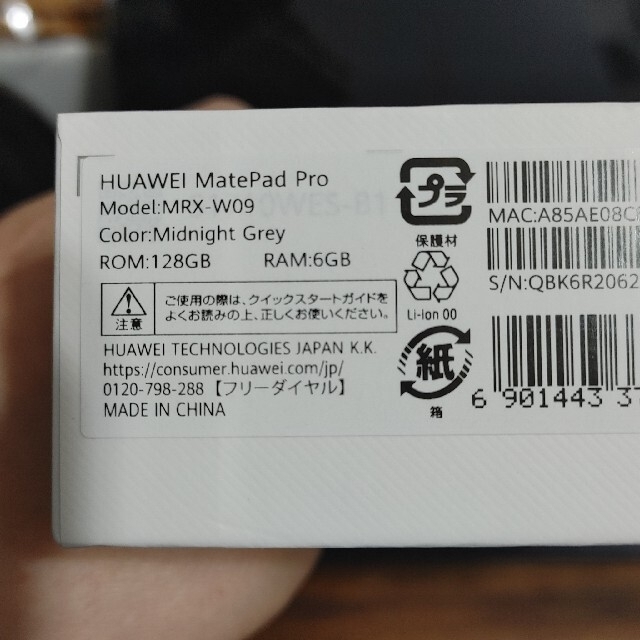 HUAWEI MatePad Pro
Model:MRX-W09
Color:Midnight Grey
ROM:128GB RAM:6GB
注意
ご使用の際は、クイックスタートガイドを
よくお読みの上、正しくお使いください。
HUAWEI TECHNOLOGIES JAPAN K.K.
https://consumer.huawei.com/jp/
0120-798-288【フリーダイヤル】
MADE IN CHINA
プラ
保護材
Li-Ion 00
紙
箱
MAC:A85AE08C
S/N:QBK6R2062
6 901443 37